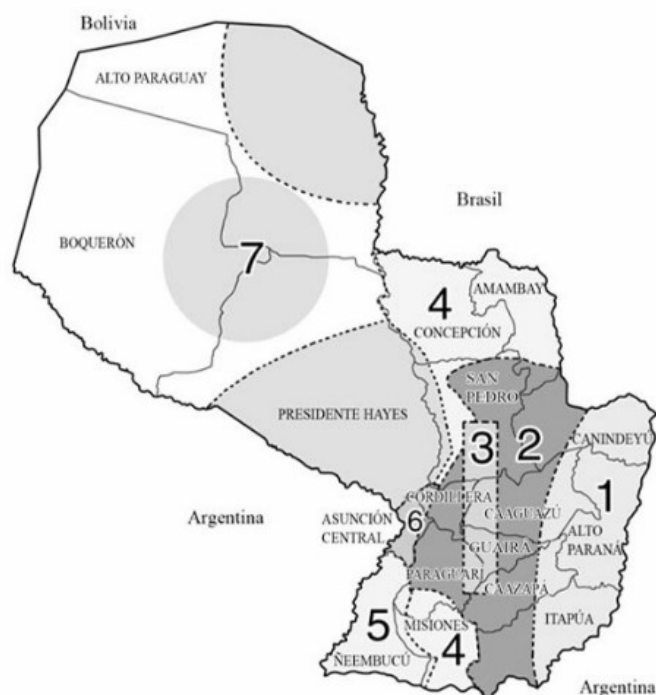 Bolivia
ALTO PARAGUAY
Brasil
BOQUERÓN
7
4
AMAMBAY
CONCEPCIÓN
SAN
PEDRO
PRESIDENTE HAYES
3
2
CANINDEYÚ
1
CORDILLERA
Argentina
ASUNCIÓN
CENTRAL
6
CAAGUAZÚ
ALTO
PARANÁ
GUAIRÁ
PARAGUARÍ
CAAZAPÁ
5
MISIONES
4
ITAPÚA
ÑEEMBUCÚ
Argentina